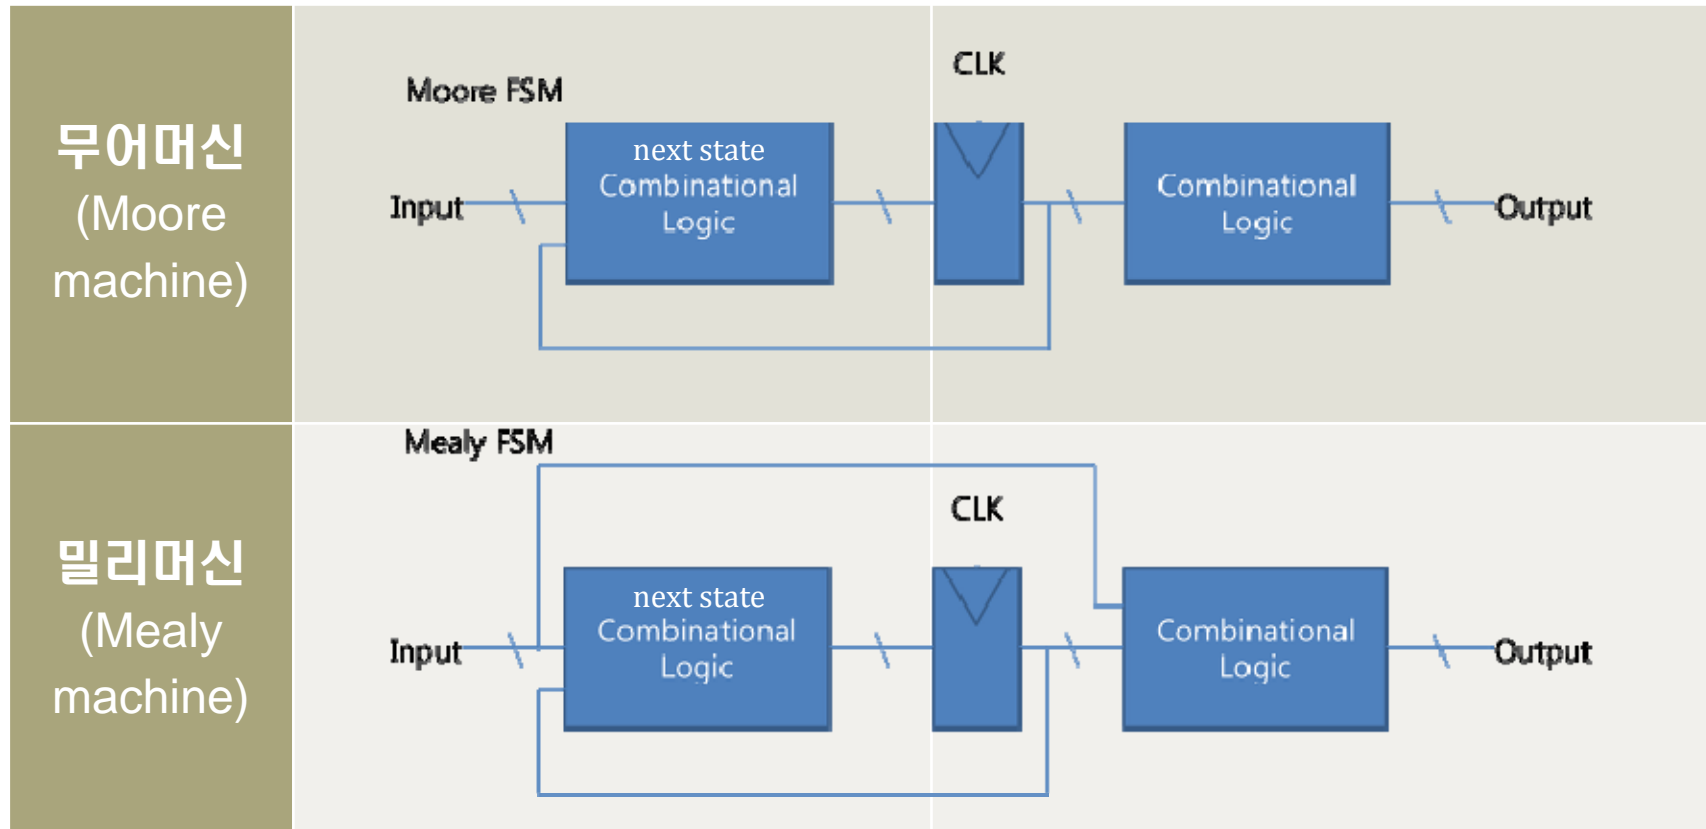 무어머신
(Moore
machine)
Moore FSM
CLK
Input
next state
Combinational
Logic
Combinational
Logic
Output
밀리머신
(Mealy
machine)
Mealy FSM
CLK
Input
next state
Combinational
Logic
Combinational
Logic
Output